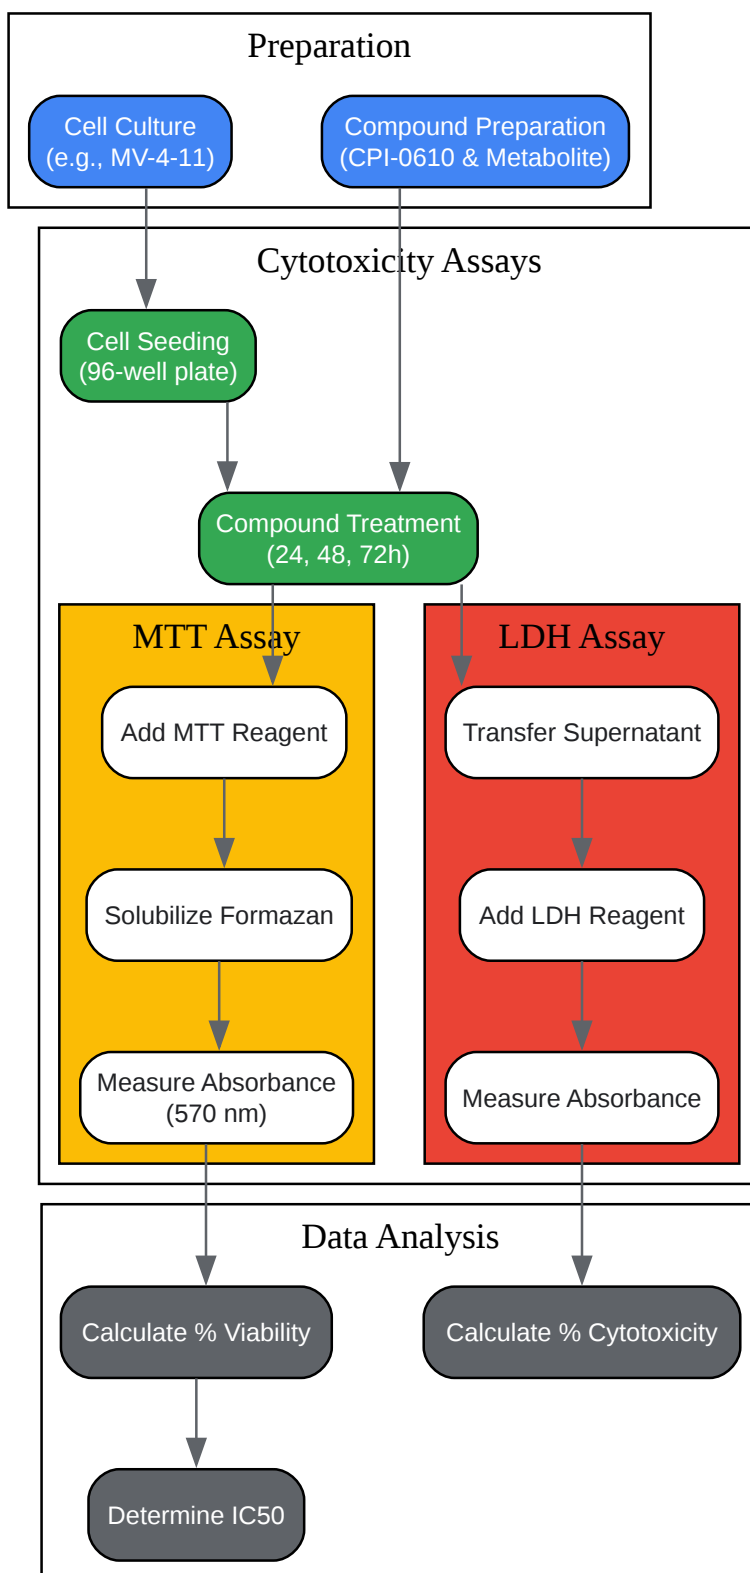 Preparation
Cell Culture
(e.g., MV-4-11)
Compound Preparation
(CPI-0610 & Metabolite)
Cytotoxicity Assays
Cell Seeding
(96-well plate)
Compound Treatment
(24, 48, 72h)
MTT Assay
Add MTT Reagent
Solubilize Formazan
Measure Absorbance
(570 nm)
LDH Assay
Transfer Supernatant
Add LDH Reagent
Measure Absorbance
Data Analysis
Calculate % Viability
Calculate % Cytotoxicity
Determine IC50